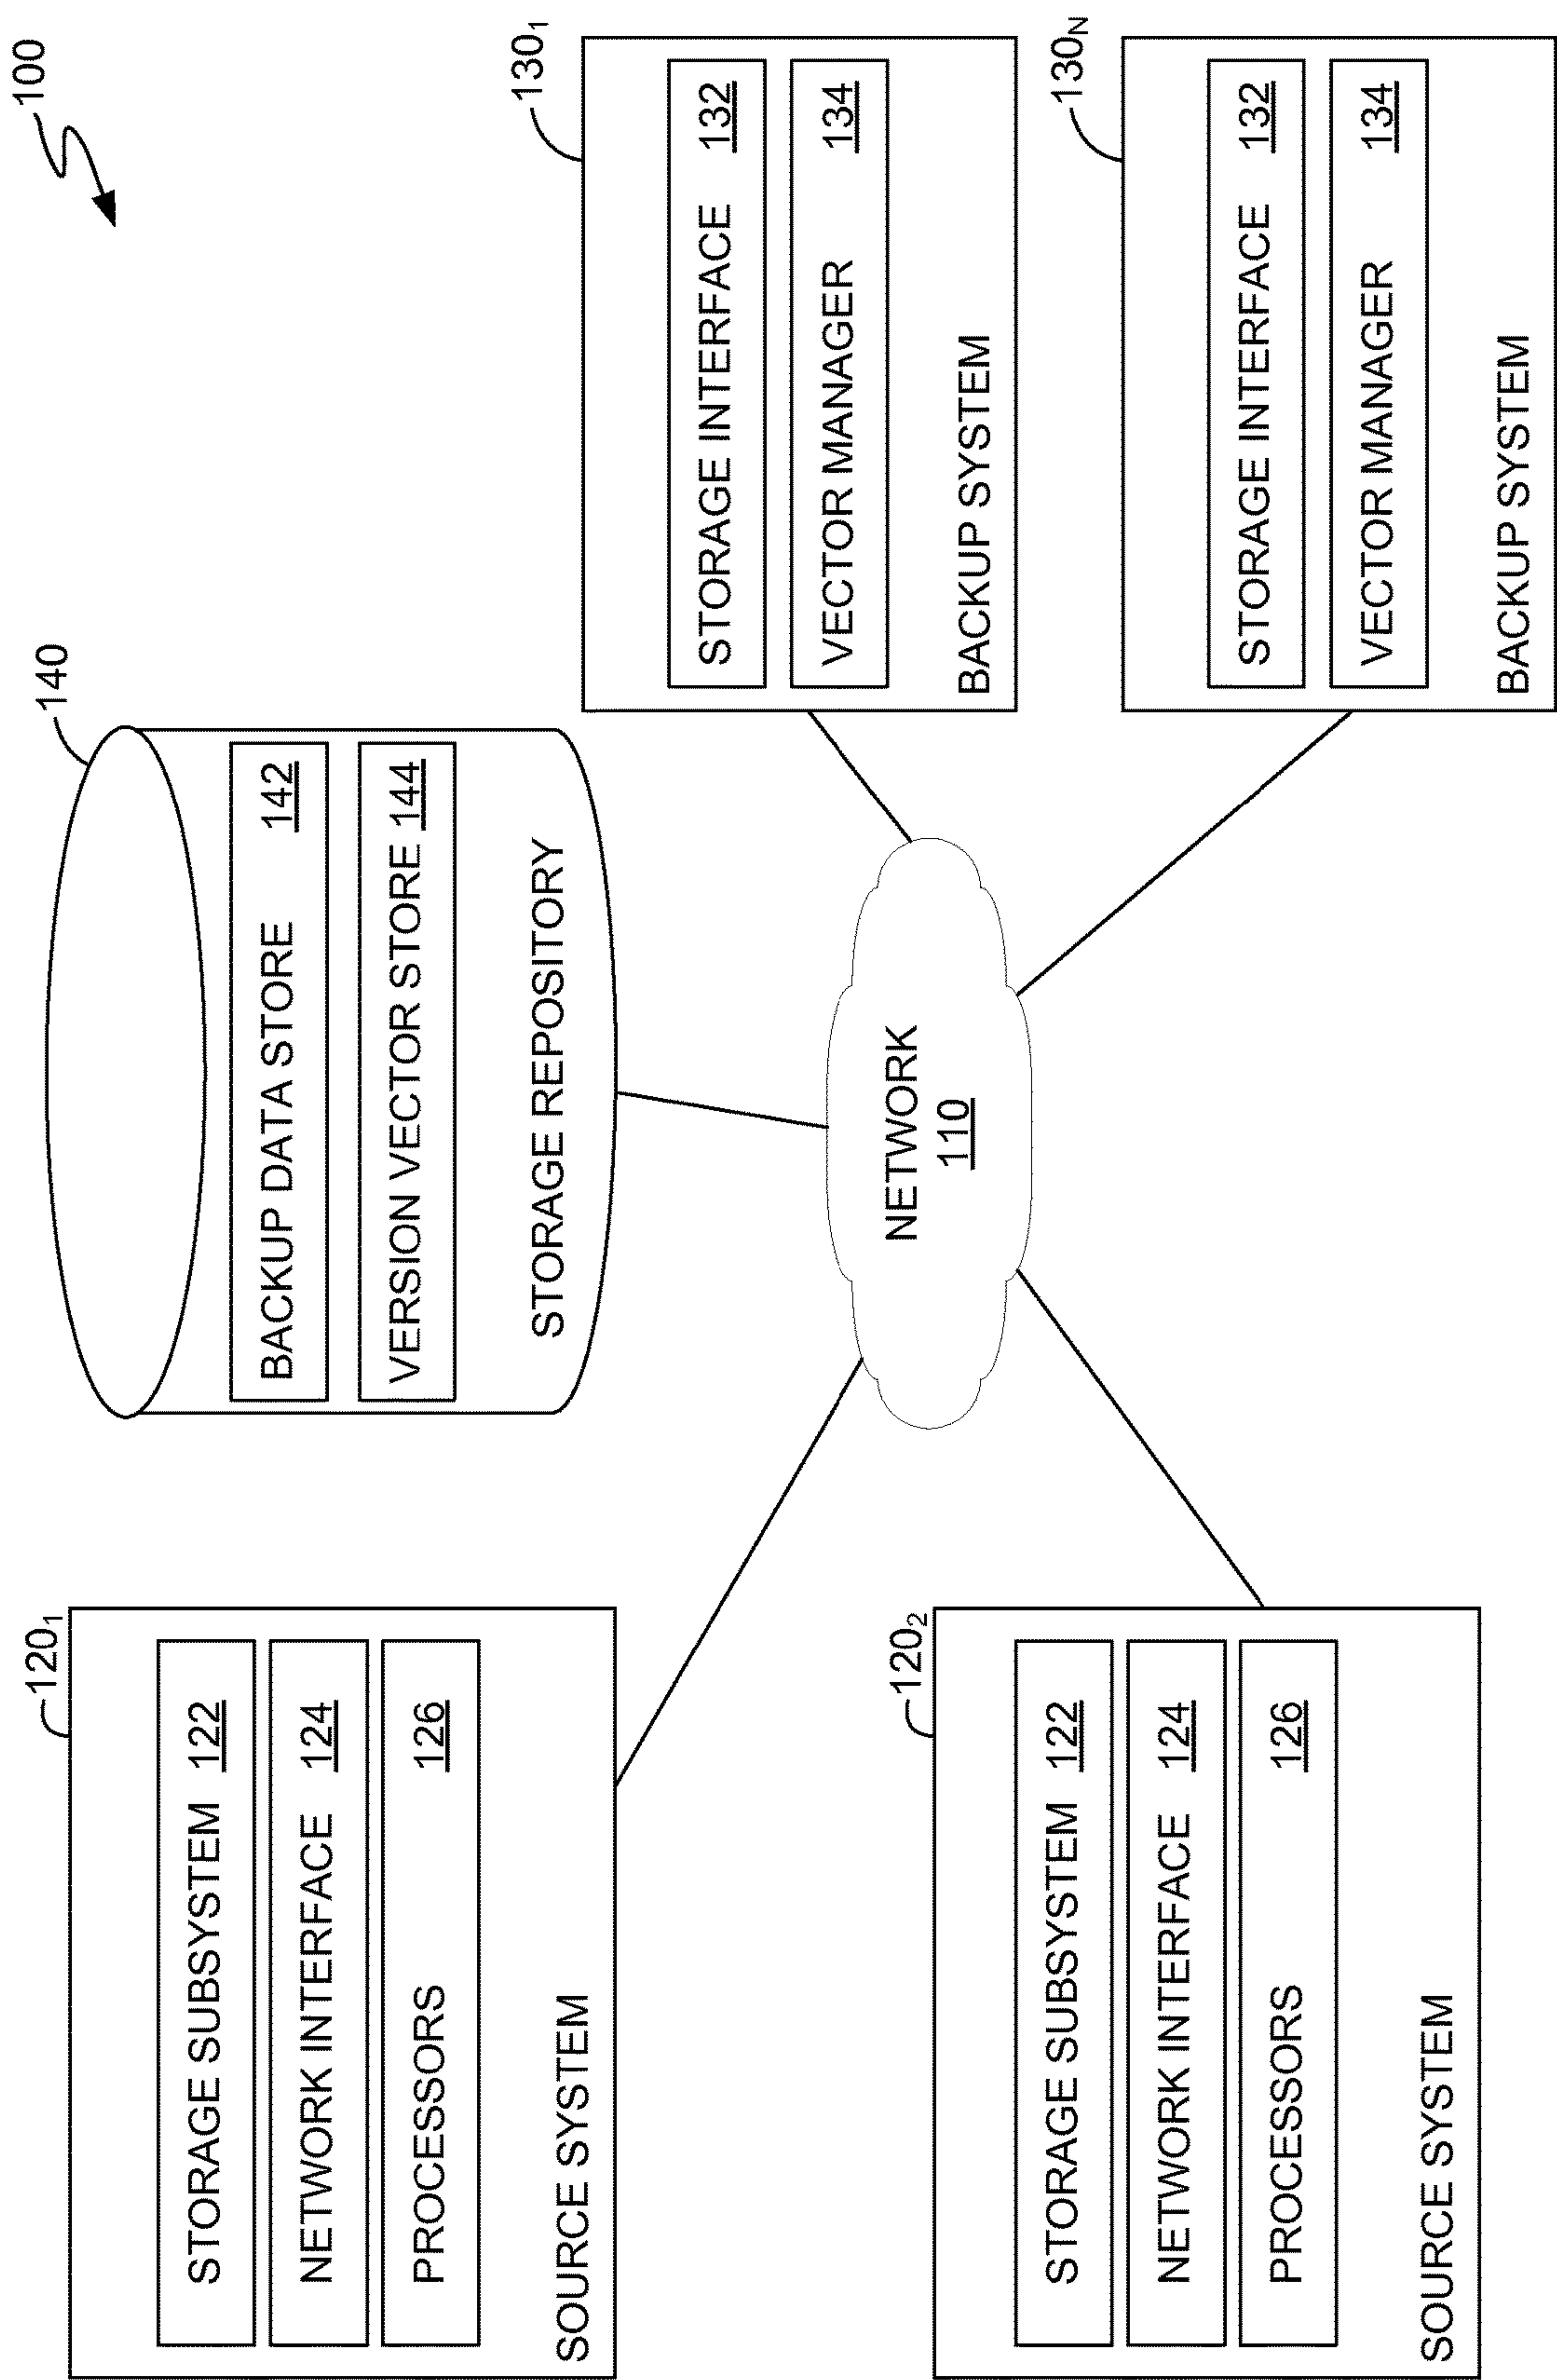 100
120₁
STORAGE SUBSYSTEM 122
NETWORK INTERFACE 124
PROCESSORS 126
SOURCE SYSTEM
140
BACKUP DATA STORE 142
VERSION VECTOR STORE 144
STORAGE REPOSITORY
130₁
STORAGE INTERFACE 132
VECTOR MANAGER 134
BACKUP SYSTEM
NETWORK
110
120₂
STORAGE SUBSYSTEM 122
NETWORK INTERFACE 124
PROCESSORS 126
SOURCE SYSTEM
130N
STORAGE INTERFACE 132
VECTOR MANAGER 134
BACKUP SYSTEM